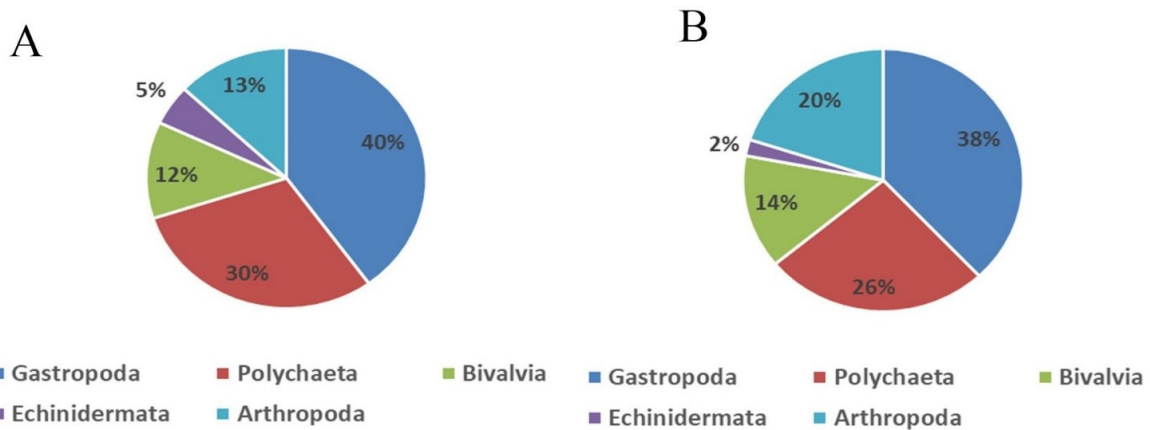 A
5%
13%
40%
12%
30%
Gastropoda
Polychaeta
Bivalvia
Echinidermata
Arthropoda
B
20%
38%
2%
14%
26%
Gastropoda
Polychaeta
Bivalvia
Echinidermata
Arthropoda